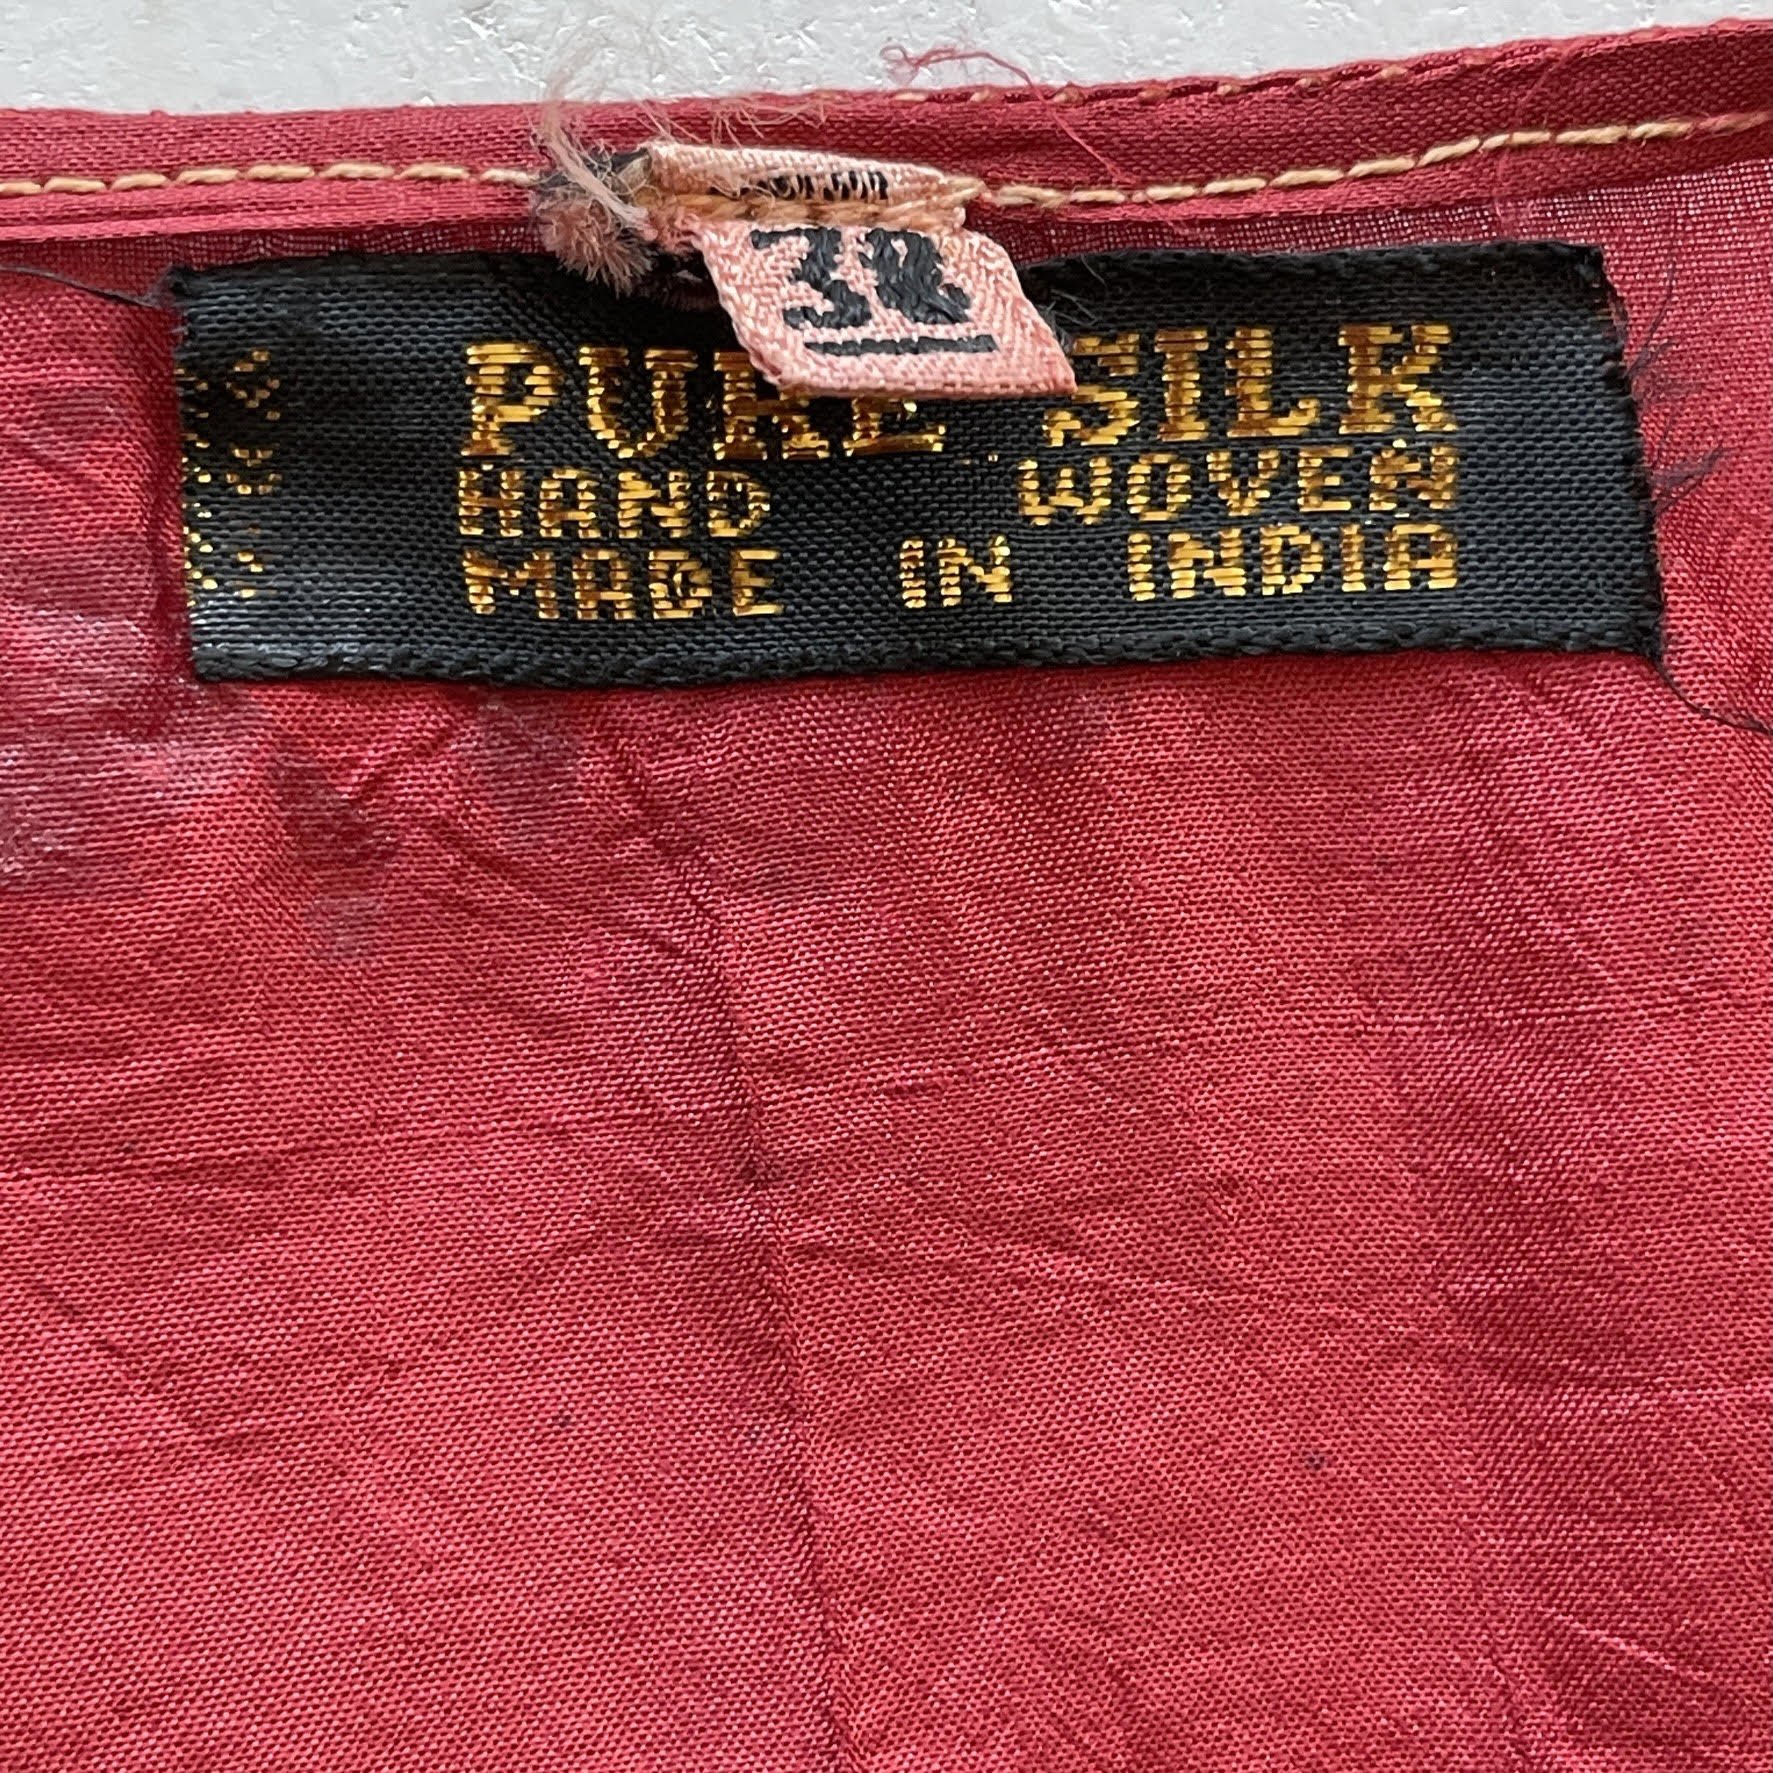 38
PURE SILK
HAND WOVEN
MADE IN INDIA